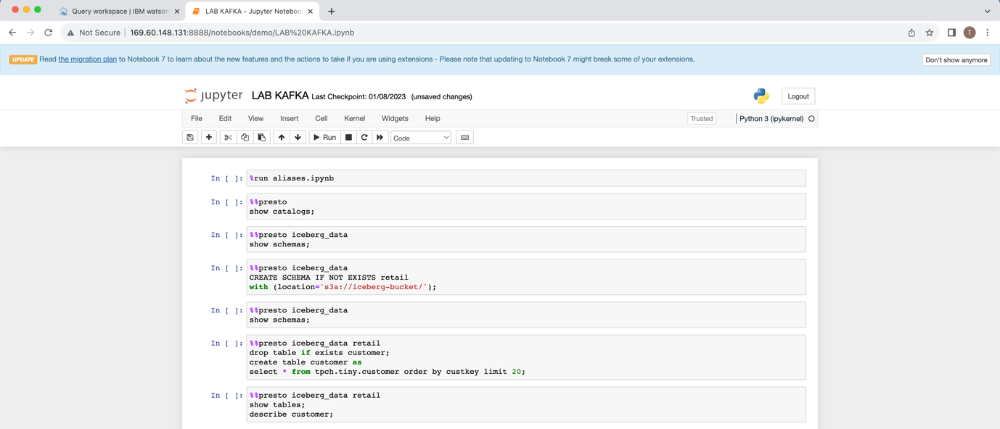 Query workspace | IBM watson
LAB KAFKA - Jupyter Noteboo
Not Secure | 169.60.148.131:8888/notebooks/demo/LAB%20KAFKA.ipynb
T
UPDATE Read the migration plan to Notebook 7 to learn about the new features and the actions to take if you are using extensions - Please note that updating to Notebook 7 might break some of your extensions.
Don't show anymore
jupyter LAB KAFKA Last Checkpoint: 01/08/2023 (unsaved changes)
Logout
File Edit View Insert Cell Kernel Widgets Help
Trusted
Python 3 (ipykernel)
Run
Code
In [ ]: %run aliases.ipynb
In [ ]: %%presto
show catalogs;
In [ ]: %%presto iceberg_data
show schemas;
In [ ]: %%presto iceberg_data
CREATE SCHEMA IF NOT EXISTS retail
with (location='s3a://iceberg-bucket/');
In [ ]: %%presto iceberg_data
show schemas;
In [ ]: %%presto iceberg_data retail
drop table if exists customer;
create table customer as
select * from tpch.tiny.customer order by custkey limit 20;
In [ ]: %%presto iceberg_data retail
show tables;
describe customer;